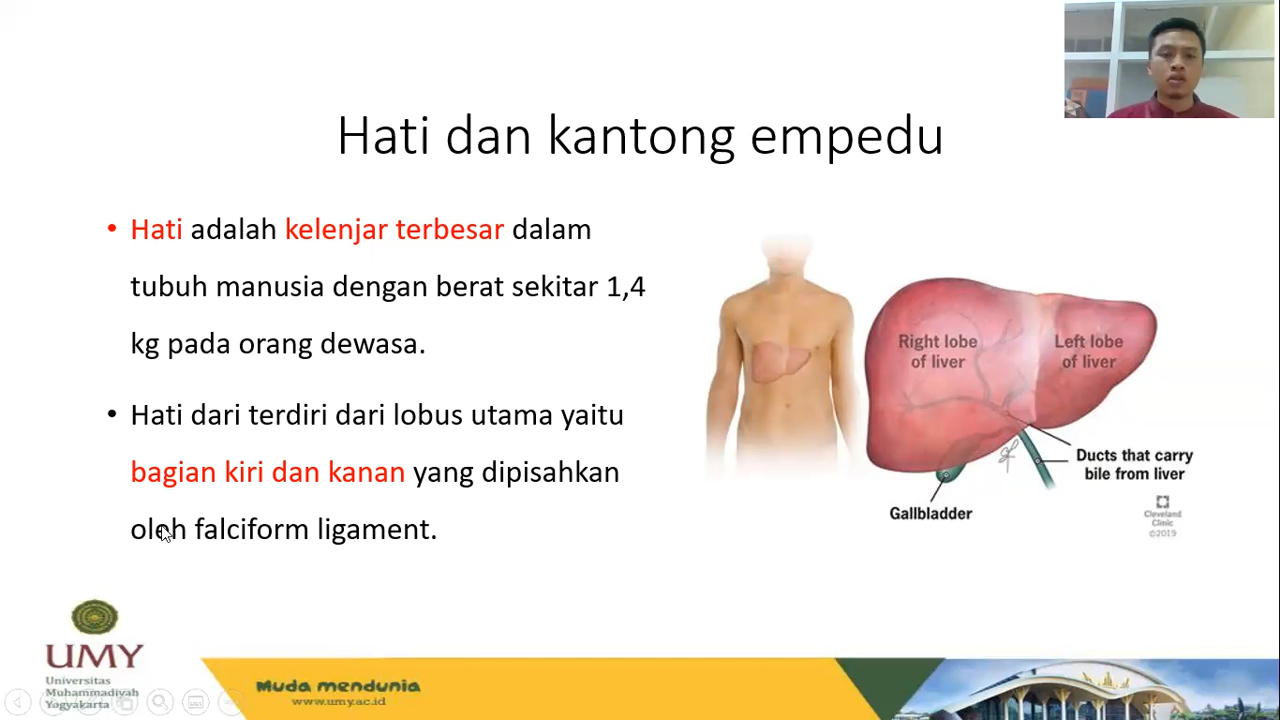 Hati dan kantong empedu
• Hati adalah kelenjar terbesar dalam
tubuh manusia dengan berat sekitar 1,4
kg pada orang dewasa.
• Hati dari terdiri dari lobus utama yaitu
bagian kiri dan kanan yang dipisahkan
oleh falciform ligament.
Right lobe
of liver
Left lobe
of liver
Ducts that carry
bile from liver
Gallbladder
Cleveland
Clinic
©2019
UMY
Universitas
Muhammadiyah
Yogyakarta
Muda mendunia
www.umy.ac.id